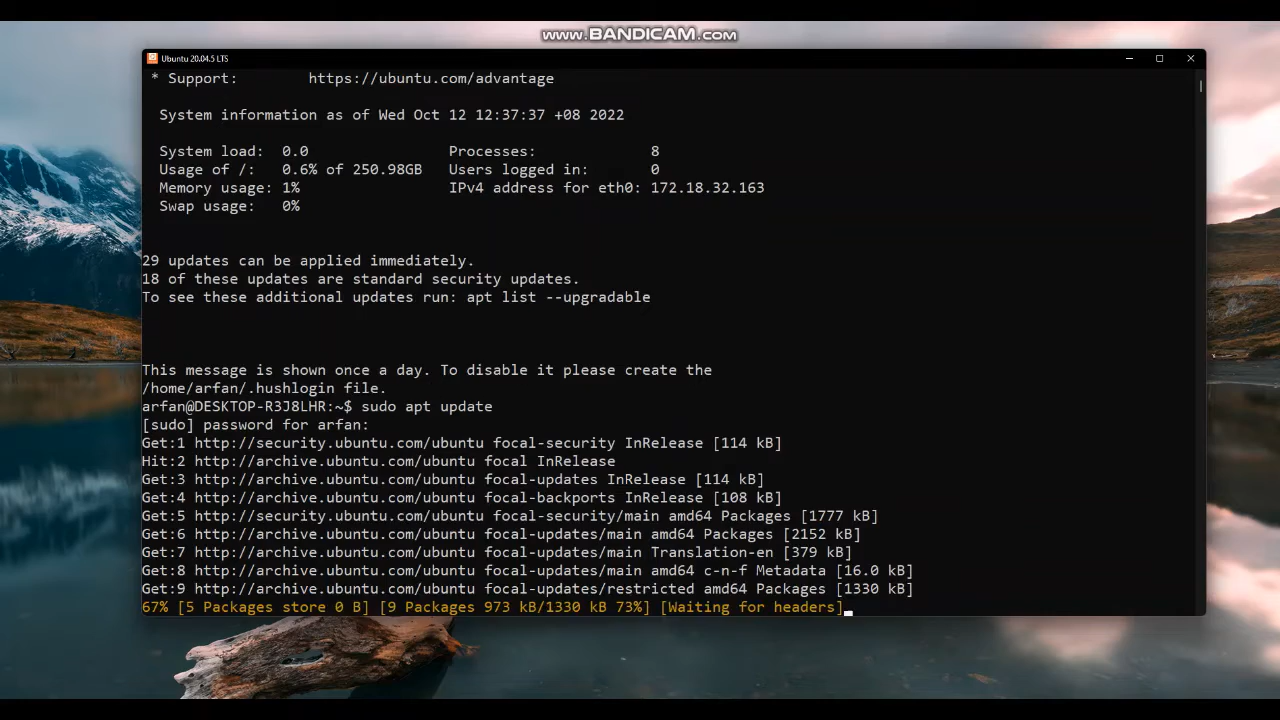 www.BANDICAM.com
Ubuntu 20.04.5 LTS
* Support:        https://ubuntu.com/advantage
System information as of Wed Oct 12 12:37:37 +08 2022
System load:  0.0                Processes:             8
Usage of /:   0.6% of 250.98GB   Users logged in:       0
Memory usage: 1%                 IPv4 address for eth0: 172.18.32.163
Swap usage:   0%
29 updates can be applied immediately.
18 of these updates are standard security updates.
To see these additional updates run: apt list --upgradable
This message is shown once a day. To disable it please create the
/home/arfan/.hushlogin file.
arfan@DESKTOP-R3J8LHR:~$ sudo apt update
[sudo] password for arfan:
Get:1 http://security.ubuntu.com/ubuntu focal-security InRelease [114 kB]
Hit:2 http://archive.ubuntu.com/ubuntu focal InRelease
Get:3 http://archive.ubuntu.com/ubuntu focal-updates InRelease [114 kB]
Get:4 http://archive.ubuntu.com/ubuntu focal-backports InRelease [108 kB]
Get:5 http://security.ubuntu.com/ubuntu focal-security/main amd64 Packages [1777 kB]
Get:6 http://archive.ubuntu.com/ubuntu focal-updates/main amd64 Packages [2152 kB]
Get:7 http://archive.ubuntu.com/ubuntu focal-updates/main Translation-en [379 kB]
Get:8 http://archive.ubuntu.com/ubuntu focal-updates/main amd64 c-n-f Metadata [16.0 kB]
Get:9 http://archive.ubuntu.com/ubuntu focal-updates/restricted amd64 Packages [1330 kB]
67% [5 Packages store 0 B] [9 Packages 973 kB/1330 kB 73%] [Waiting for headers]